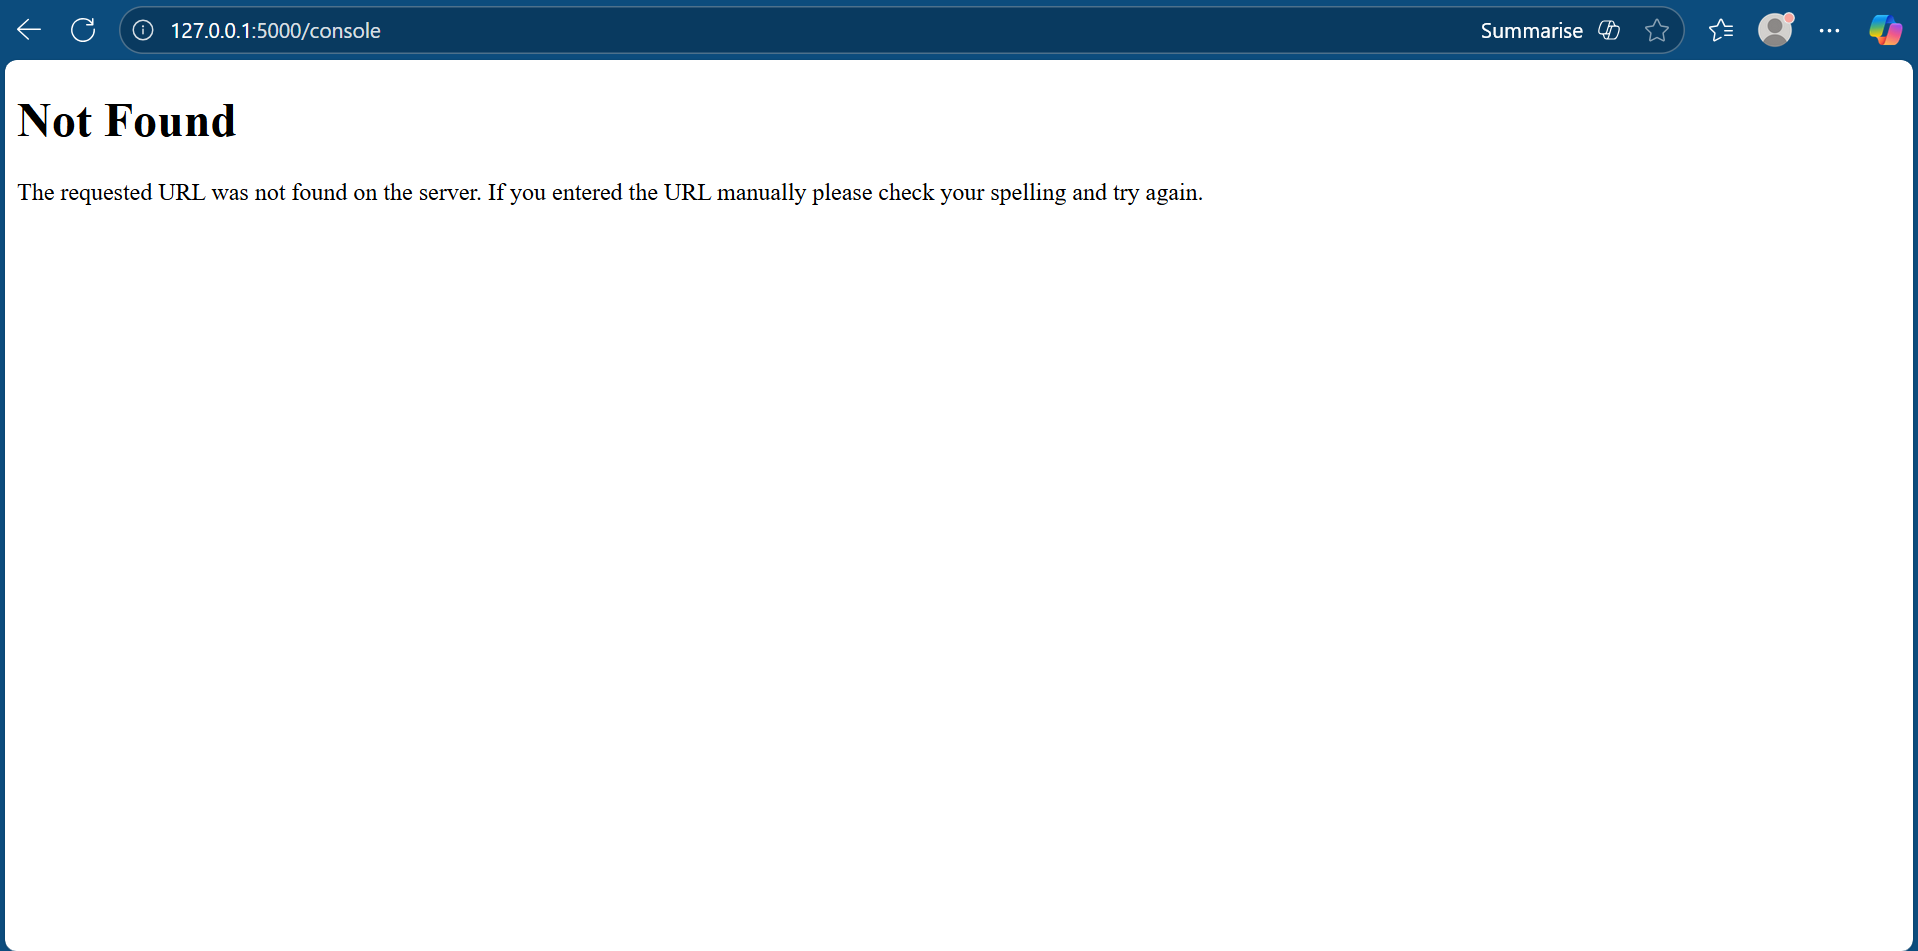 127.0.0.1:5000/console
Summarise
Not Found
The requested URL was not found on the server. If you entered the URL manually please check your spelling and try again.